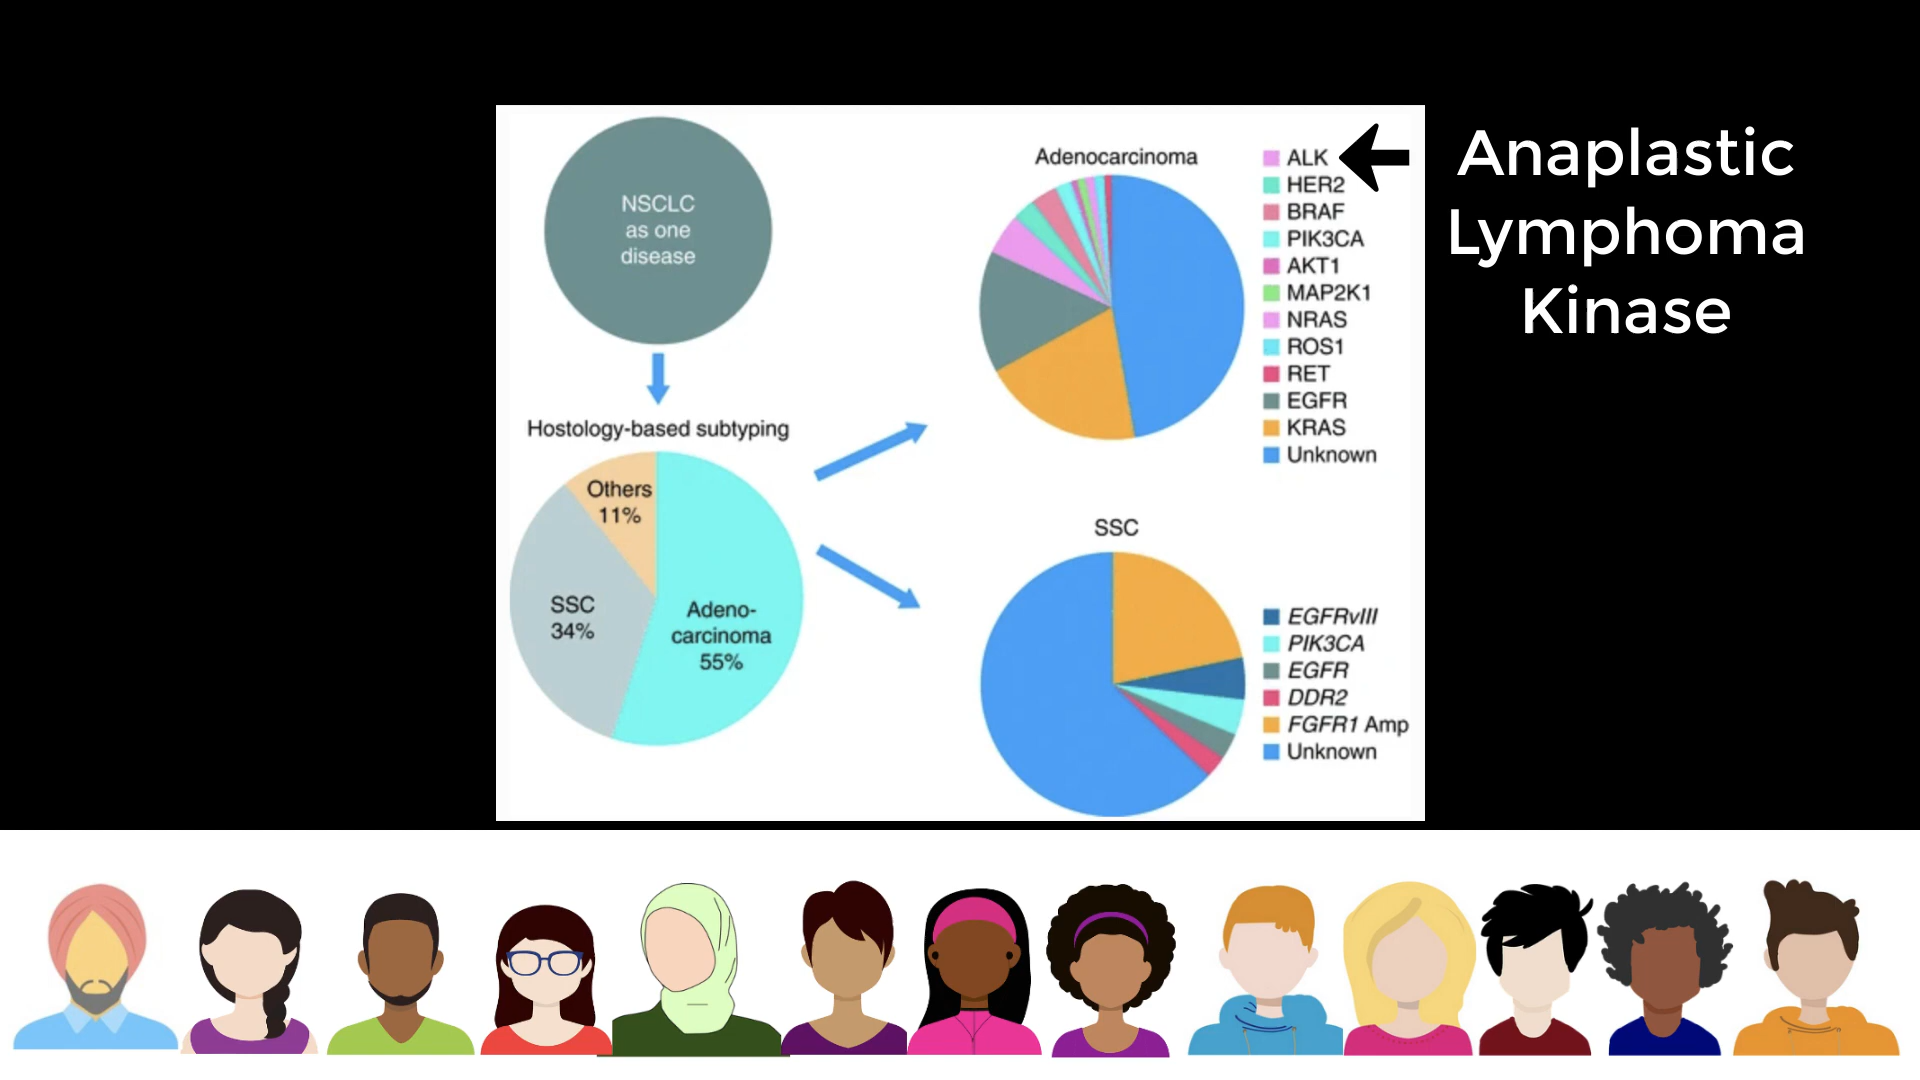 NSCLC
as one
disease
Hostology-based subtyping
Others
11%
SSC
34%
Adeno-
carcinoma
55%
Adenocarcinoma
ALK
HER2
BRAF
PIK3CA
AKT1
MAP2K1
NRAS
ROS1
RET
EGFR
KRAS
Unknown
SSC
EGFRvIII
PIK3CA
EGFR
DDR2
FGFR1 Amp
Unknown
Anaplastic
Lymphoma
Kinase